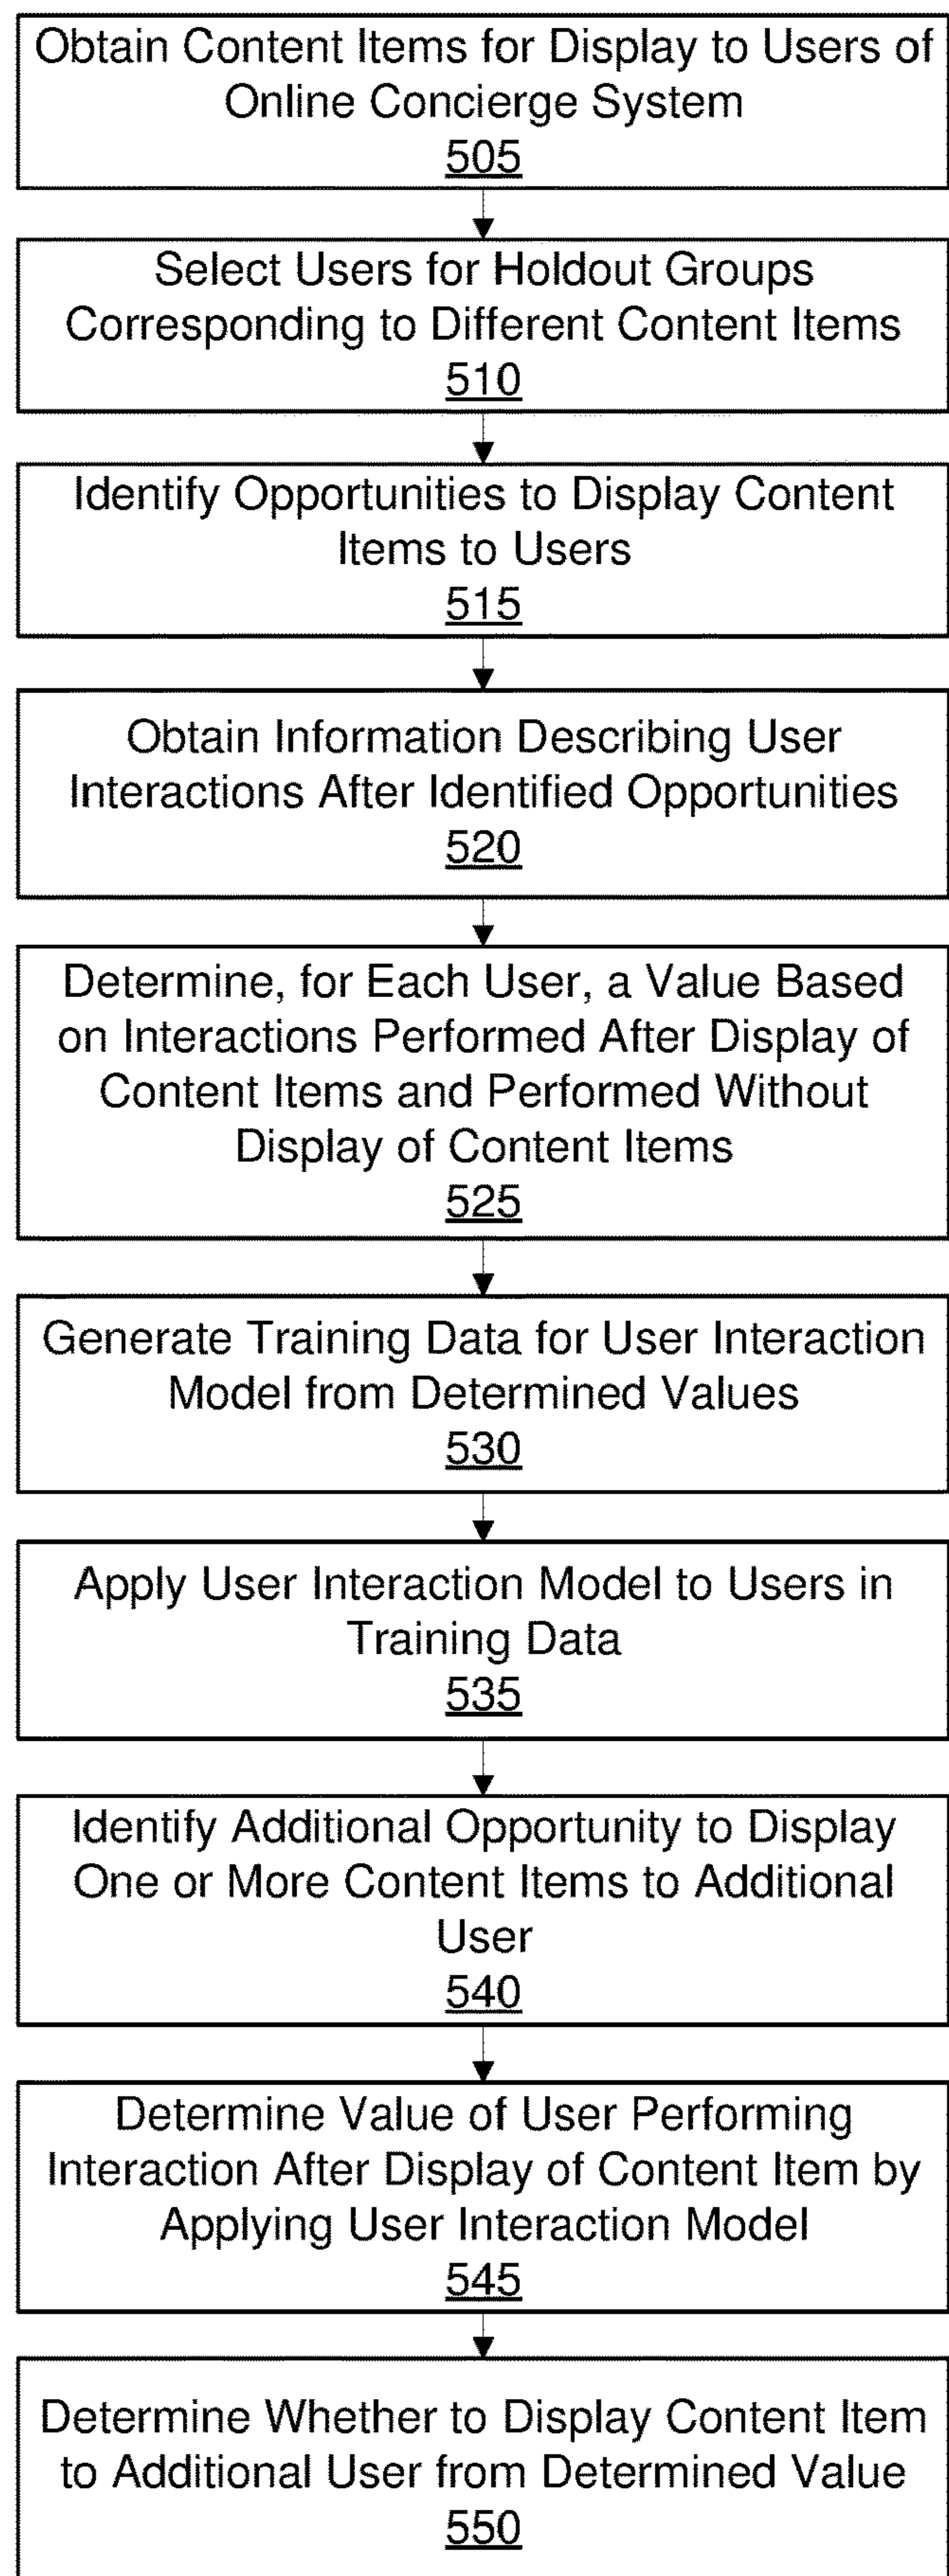 Obtain Content Items for Display to Users of
Online Concierge System
505
Select Users for Holdout Groups
Corresponding to Different Content Items
510
Identify Opportunities to Display Content
Items to Users
515
Obtain Information Describing User
Interactions After Identified Opportunities
520
Determine, for Each User, a Value Based
on Interactions Performed After Display of
Content Items and Performed Without
Display of Content Items
525
Generate Training Data for User Interaction
Model from Determined Values
530
Apply User Interaction Model to Users in
Training Data
535
Identify Additional Opportunity to Display
One or More Content Items to Additional
User
540
Determine Value of User Performing
Interaction After Display of Content Item by
Applying User Interaction Model
545
Determine Whether to Display Content Item
to Additional User from Determined Value
550